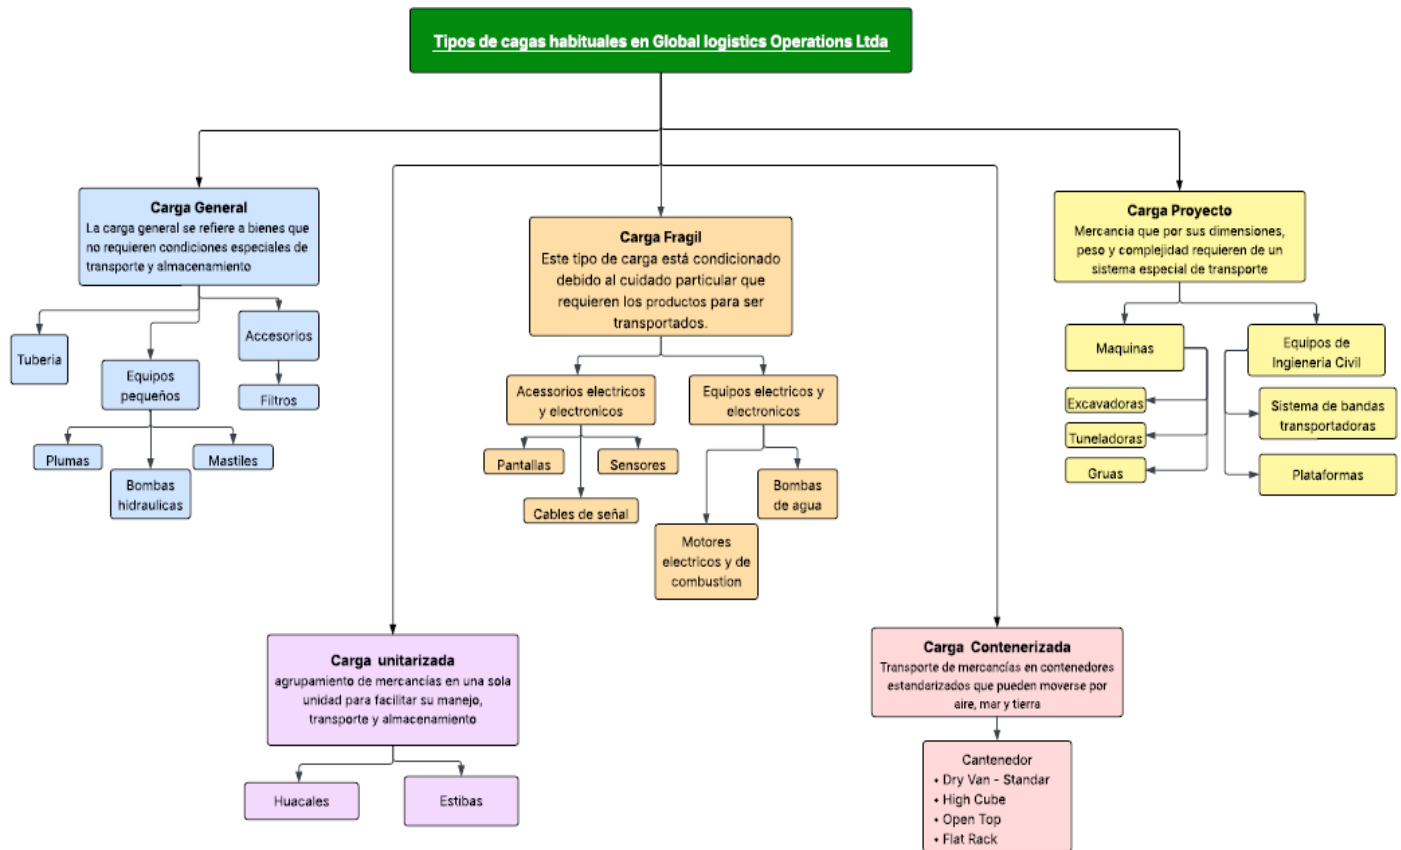 Tipos de cagas habituales en Global logistics Operations Ltda
Carga General
La carga general se refiere a bienes que
no requieren condiciones especiales de
transporte y almacenamiento
Tuberia
Equipos
pequeños
Accesorios
Filtros
Plumas
Bombas
hidraulicas
Mastiles
Carga Fragil
Este tipo de carga está condicionado
debido al cuidado particular que
requieren los productos para ser
transportados.
Acessorios electricos
y electronicos
Equipos electricos y
electronicos
Pantallas
Sensores
Cables de señal
Bombas
de agua
Motores
electricos y de
combustion
Carga Proyecto
Mercancia que por sus dimensiones,
peso y complejidad requieren de un
sistema especial de transporte
Maquinas
Equipos de
Ingieneria Civil
Excavadoras
Tuneladoras
Gruas
Sistema de bandas
transportadoras
Plataformas
Carga unitarizada
agrupamiento de mercancías en una sola
unidad para facilitar su manejo,
transporte y almacenamiento
Huacales
Estibas
Carga Contenerizada
Transporte de mercancías en contenedores
estandarizados que pueden moverse por
aire, mar y tierra
Cantenedor
• Dry Van - Standar
• High Cube
• Open Top
• Flat Rack